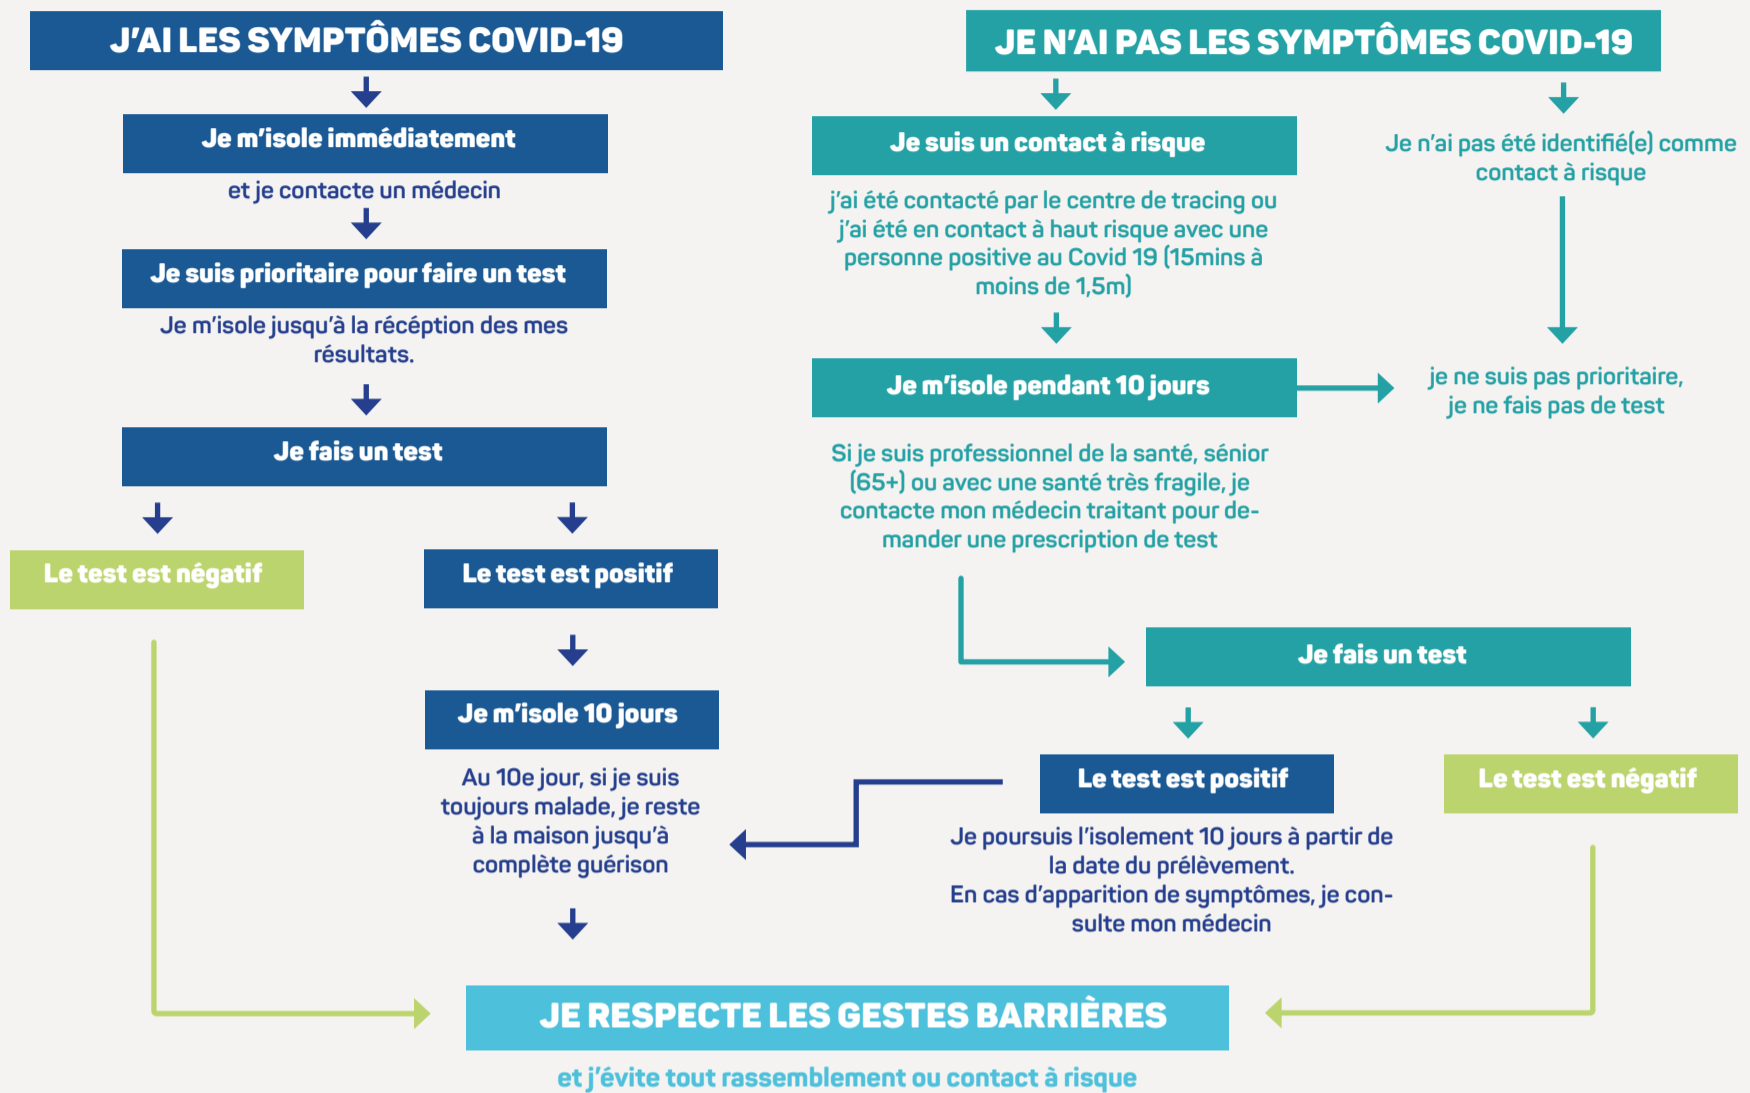 J'AI LES SYMPTÔMES COVID-19
Je m'isole immédiatement
et je contacte un médecin
Je suis prioritaire pour faire un test
Je m'isole jusqu'à la récéption des mes
résultats.
Je fais un test
Le test est négatif
Le test est positif
Je m'isole 10 jours
Au 10e jour, si je suis
toujours malade, je reste
à la maison jusqu'à
complète guérison
JE N'AI PAS LES SYMPTÔMES COVID-19
Je suis un contact à risque
j'ai été contacté par le centre de tracing ou
j'ai été en contact à haut risque avec une
personne positive au Covid 19 (15mins à
moins de 1,5m)
Je n'ai pas été identifié(e) comme
contact à risque
Je m'isole pendant 10 jours
je ne suis pas prioritaire,
je ne fais pas de test
Si je suis professionnel de la santé, sénior
(65+) ou avec une santé très fragile, je
contacte mon médecin traitant pour de-
mander une prescription de test
Je fais un test
Le test est positif
Je poursuis l'isolement 10 jours à partir de
la date du prélèvement.
En cas d'apparition de symptômes, je con-
sulte mon médecin
Le test est négatif
JE RESPECTE LES GESTES BARRIÈRES
et j'évite tout rassemblement ou contact à risque